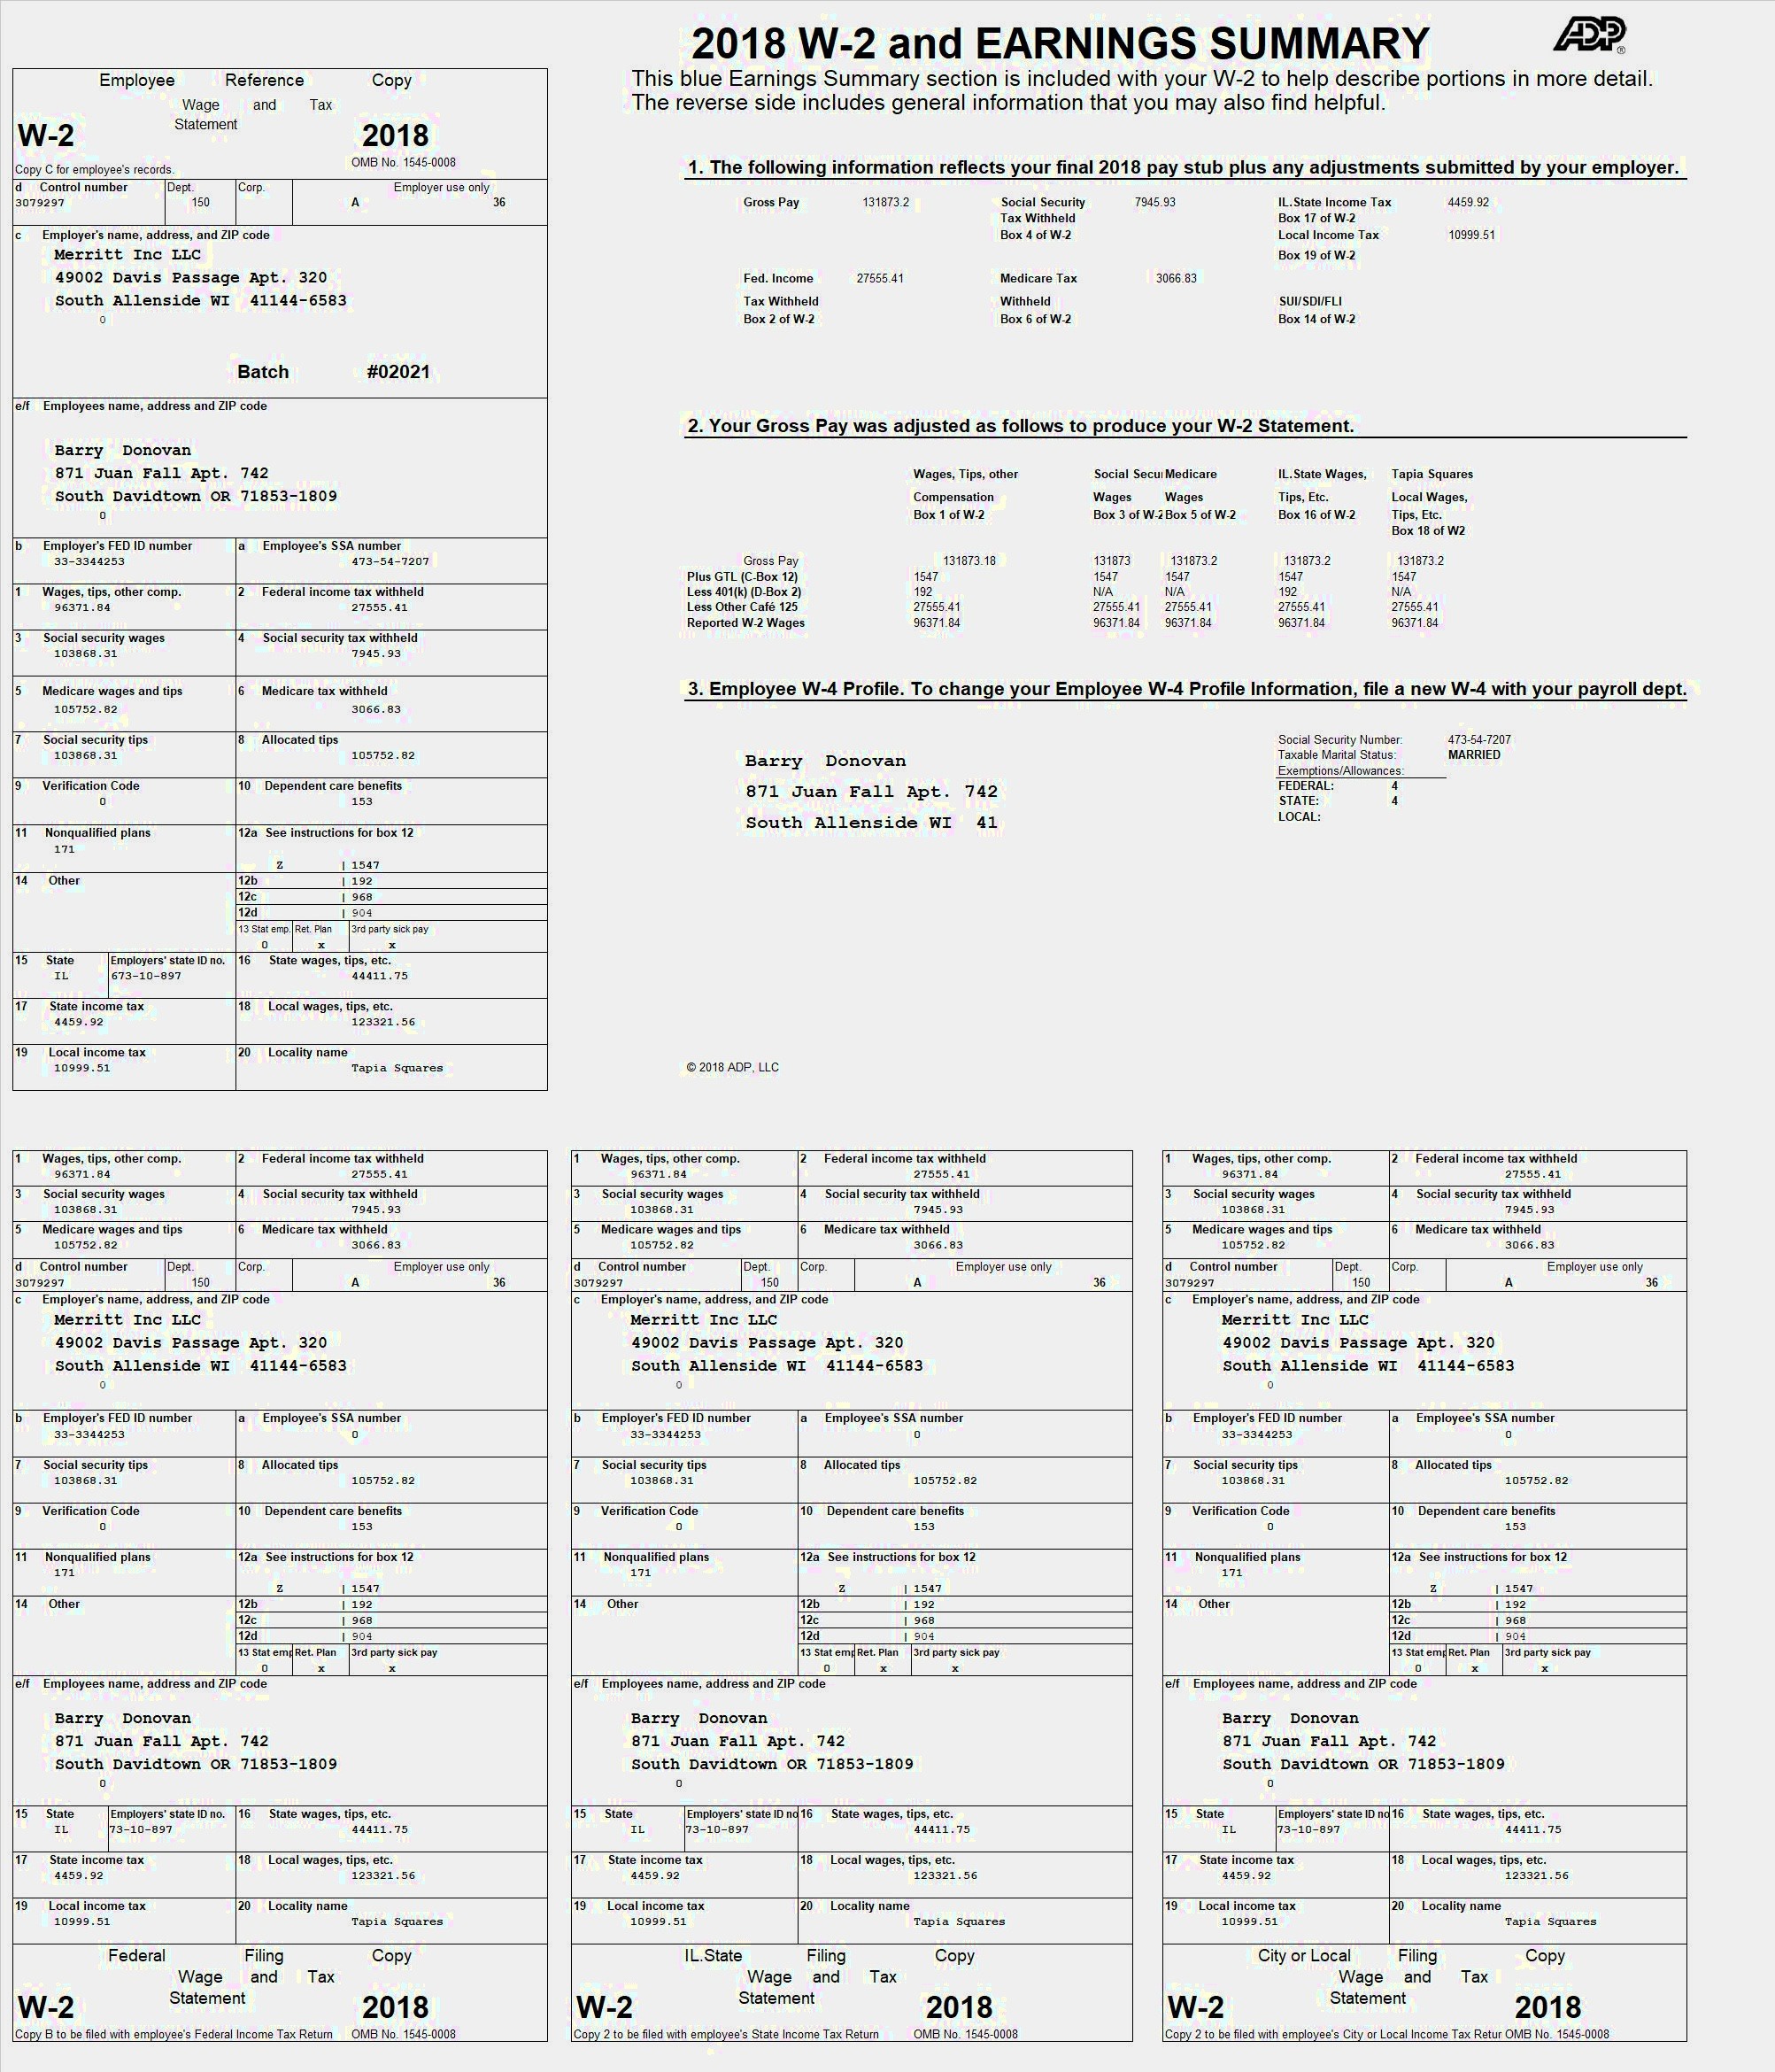 2018 W-2 and EARNINGS SUMMARY
ADP®
This blue Earnings Summary section is included with your W-2 to help describe portions in more detail.
The reverse side includes general information that you may also find helpful.
Employee Reference Copy
Wage and Tax
Statement
W-2 2018
OMB No. 1545-0008
Copy C for employee's records.
d Control number Dept. Corp. Employer use only
3079297 150 A 36
c Employer's name, address, and ZIP code
Merritt Inc LLC
49002 Davis Passage Apt. 320
South Allenside WI 41144-6583
0
Batch #02021
e/f Employees name, address and ZIP code
Barry Donovan
871 Juan Fall Apt. 742
South Davidtown OR 71853-1809
0
b Employer's FED ID number a Employee's SSA number
33-3344253 473-54-7207
1 Wages, tips, other comp. 2 Federal income tax withheld
96371.84 27555.41
3 Social security wages 4 Social security tax withheld
103868.31 7945.93
5 Medicare wages and tips 6 Medicare tax withheld
105752.82 3066.83
7 Social security tips 8 Allocated tips
103868.31 105752.82
9 Verification Code 10 Dependent care benefits
0 153
11 Nonqualified plans 12a See instructions for box 12
171
Z | 1547
14 Other 12b | 192
12c | 968
12d | 904
13 Stat emp. Ret. Plan 3rd party sick pay
0 x x
15 State Employers' state ID no. 16 State wages, tips, etc.
IL 673-10-897 44411.75
17 State income tax 18 Local wages, tips, etc.
4459.92 123321.56
19 Local income tax 20 Locality name
10999.51 Tapia Squares
1. The following information reflects your final 2018 pay stub plus any adjustments submitted by your employer.
Gross Pay 131873.2 Social Security 7945.93 IL.State Income Tax 4459.92
Tax Withheld Box 17 of W-2
Box 4 of W-2 Local Income Tax 10999.51
Box 19 of W-2
Fed. Income 27555.41 Medicare Tax 3066.83
Tax Withheld Withheld SUI/SDI/FLI
Box 2 of W-2 Box 6 of W-2 Box 14 of W-2
2. Your Gross Pay was adjusted as follows to produce your W-2 Statement.
Wages, Tips, other Social Secu Medicare IL.State Wages, Tapia Squares
Compensation Wages Wages Tips, Etc. Local Wages,
Box 1 of W-2 Box 3 of W-2 Box 5 of W-2 Box 16 of W-2 Tips, Etc.
Box 18 of W2
Gross Pay 131873.18 131873 131873.2 131873.2 131873.2
Plus GTL (C-Box 12) 1547 1547 1547 1547 1547
Less 401(k) (D-Box 2) 192 N/A N/A 192 N/A
Less Other Café 125 27555.41 27555.41 27555.41 27555.41 27555.41
Reported W-2 Wages 96371.84 96371.84 96371.84 96371.84 96371.84
3. Employee W-4 Profile. To change your Employee W-4 Profile Information, file a new W-4 with your payroll dept.
Barry Donovan
871 Juan Fall Apt. 742
South Allenside WI 41
Social Security Number: 473-54-7207
Taxable Marital Status: MARRIED
Exemptions/Allowances:
FEDERAL: 4
STATE: 4
LOCAL:
© 2018 ADP, LLC
1 Wages, tips, other comp. 2 Federal income tax withheld
96371.84 27555.41
3 Social security wages 4 Social security tax withheld
103868.31 7945.93
5 Medicare wages and tips 6 Medicare tax withheld
105752.82 3066.83
d Control number Dept. Corp. Employer use only
3079297 150 A 36
c Employer's name, address, and ZIP code
Merritt Inc LLC
49002 Davis Passage Apt. 320
South Allenside WI 41144-6583
0
b Employer's FED ID number a Employee's SSA number
33-3344253 0
7 Social security tips 8 Allocated tips
103868.31 105752.82
9 Verification Code 10 Dependent care benefits
0 153
11 Nonqualified plans 12a See instructions for box 12
171
Z | 1547
14 Other 12b | 192
12c | 968
12d | 904
13 Stat emp Ret. Plan 3rd party sick pay
0 x x
e/f Employees name, address and ZIP code
Barry Donovan
871 Juan Fall Apt. 742
South Davidtown OR 71853-1809
0
15 State Employers' state ID no. 16 State wages, tips, etc.
IL 73-10-897 44411.75
17 State income tax 18 Local wages, tips, etc.
4459.92 123321.56
19 Local income tax 20 Locality name
10999.51 Tapia Squares
Federal Filing Copy
Wage and Tax
Statement
W-2 2018
Copy B to be filed with employee's Federal Income Tax Return OMB No. 1545-0008
1 Wages, tips, other comp. 2 Federal income tax withheld
96371.84 27555.41
3 Social security wages 4 Social security tax withheld
103868.31 7945.93
5 Medicare wages and tips 6 Medicare tax withheld
105752.82 3066.83
d Control number Dept. Corp. Employer use only
3079297 150 A 36
c Employer's name, address, and ZIP code
Merritt Inc LLC
49002 Davis Passage Apt. 320
South Allenside WI 41144-6583
0
b Employer's FED ID number a Employee's SSA number
33-3344253 0
7 Social security tips 8 Allocated tips
103868.31 105752.82
9 Verification Code 10 Dependent care benefits
0 153
11 Nonqualified plans 12a See instructions for box 12
171
Z | 1547
14 Other 12b | 192
12c | 968
12d | 904
13 Stat emp Ret. Plan 3rd party sick pay
0 x x
e/f Employees name, address and ZIP code
Barry Donovan
871 Juan Fall Apt. 742
South Davidtown OR 71853-1809
0
15 State Employers' state ID no 16 State wages, tips, etc.
IL 73-10-897 44411.75
17 State income tax 18 Local wages, tips, etc.
4459.92 123321.56
19 Local income tax 20 Locality name
10999.51 Tapia Squares
IL.State Filing Copy
Wage and Tax
Statement
W-2 2018
Copy 2 to be filed with employee's State Income Tax Return OMB No. 1545-0008
1 Wages, tips, other comp. 2 Federal income tax withheld
96371.84 27555.41
3 Social security wages 4 Social security tax withheld
103868.31 7945.93
5 Medicare wages and tips 6 Medicare tax withheld
105752.82 3066.83
d Control number Dept. Corp. Employer use only
3079297 150 A 36
c Employer's name, address, and ZIP code
Merritt Inc LLC
49002 Davis Passage Apt. 320
South Allenside WI 41144-6583
0
b Employer's FED ID number a Employee's SSA number
33-3344253 0
7 Social security tips 8 Allocated tips
103868.31 105752.82
9 Verification Code 10 Dependent care benefits
0 153
11 Nonqualified plans 12a See instructions for box 12
171
Z | 1547
14 Other 12b | 192
12c | 968
12d | 904
13 Stat emp Ret. Plan 3rd party sick pay
0 x x
e/f Employees name, address and ZIP code
Barry Donovan
871 Juan Fall Apt. 742
South Davidtown OR 71853-1809
0
15 State Employers' state ID no 16 State wages, tips, etc.
IL 73-10-897 44411.75
17 State income tax 18 Local wages, tips, etc.
4459.92 123321.56
19 Local income tax 20 Locality name
10999.51 Tapia Squares
City or Local Filing Copy
Wage and Tax
Statement
W-2 2018
Copy 2 to be filed with employee's City or Local Income Tax Retur OMB No. 1545-0008